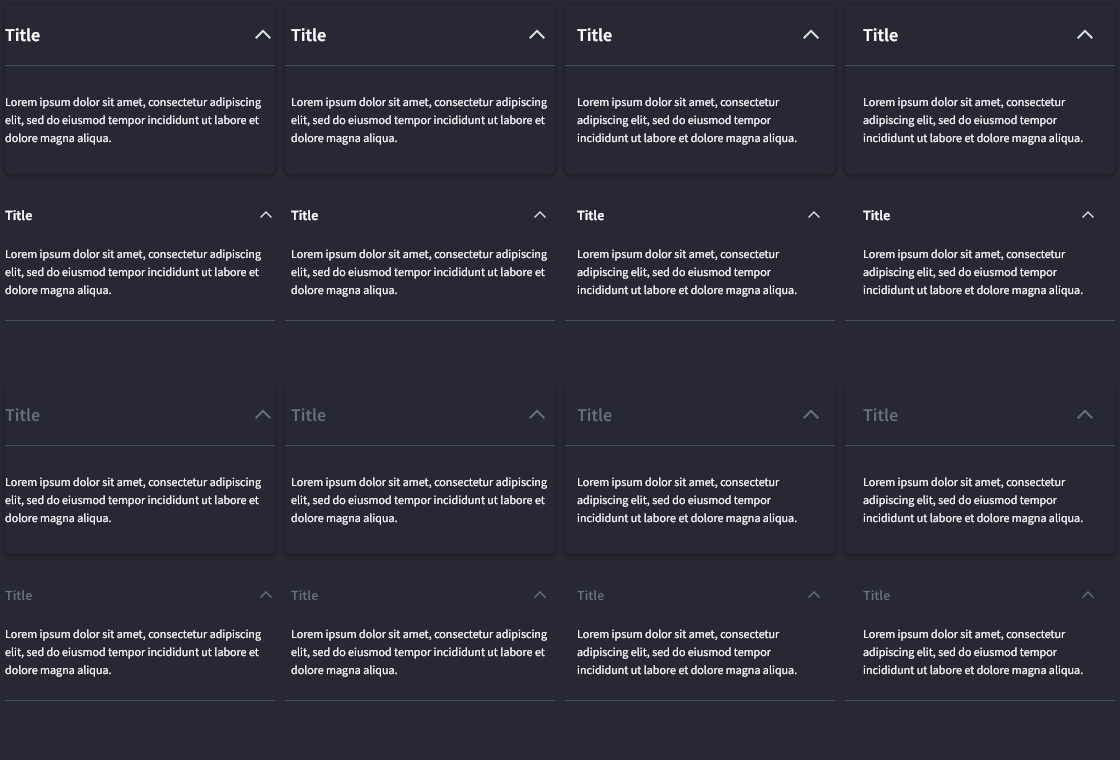 Title
Lorem ipsum dolor sit amet, consectetur adipiscing
elit, sed do eiusmod tempor incididunt ut labore et
dolore magna aliqua.
Title
Lorem ipsum dolor sit amet, consectetur adipiscing
elit, sed do eiusmod tempor incididunt ut labore et
dolore magna aliqua.
Title
Lorem ipsum dolor sit amet, consectetur
adipiscing elit, sed do eiusmod tempor
incididunt ut labore et dolore magna aliqua.
Title
Lorem ipsum dolor sit amet, consectetur
adipiscing elit, sed do eiusmod tempor
incididunt ut labore et dolore magna aliqua.
Title
Lorem ipsum dolor sit amet, consectetur adipiscing
elit, sed do eiusmod tempor incididunt ut labore et
dolore magna aliqua.
Title
Lorem ipsum dolor sit amet, consectetur adipiscing
elit, sed do eiusmod tempor incididunt ut labore et
dolore magna aliqua.
Title
Lorem ipsum dolor sit amet, consectetur
adipiscing elit, sed do eiusmod tempor
incididunt ut labore et dolore magna aliqua.
Title
Lorem ipsum dolor sit amet, consectetur
adipiscing elit, sed do eiusmod tempor
incididunt ut labore et dolore magna aliqua.
Title
Lorem ipsum dolor sit amet, consectetur adipiscing
elit, sed do eiusmod tempor incididunt ut labore et
dolore magna aliqua.
Title
Lorem ipsum dolor sit amet, consectetur adipiscing
elit, sed do eiusmod tempor incididunt ut labore et
dolore magna aliqua.
Title
Lorem ipsum dolor sit amet, consectetur
adipiscing elit, sed do eiusmod tempor
incididunt ut labore et dolore magna aliqua.
Title
Lorem ipsum dolor sit amet, consectetur
adipiscing elit, sed do eiusmod tempor
incididunt ut labore et dolore magna aliqua.
Title
Lorem ipsum dolor sit amet, consectetur adipiscing
elit, sed do eiusmod tempor incididunt ut labore et
dolore magna aliqua.
Title
Lorem ipsum dolor sit amet, consectetur adipiscing
elit, sed do eiusmod tempor incididunt ut labore et
dolore magna aliqua.
Title
Lorem ipsum dolor sit amet, consectetur
adipiscing elit, sed do eiusmod tempor
incididunt ut labore et dolore magna aliqua.
Title
Lorem ipsum dolor sit amet, consectetur
adipiscing elit, sed do eiusmod tempor
incididunt ut labore et dolore magna aliqua.